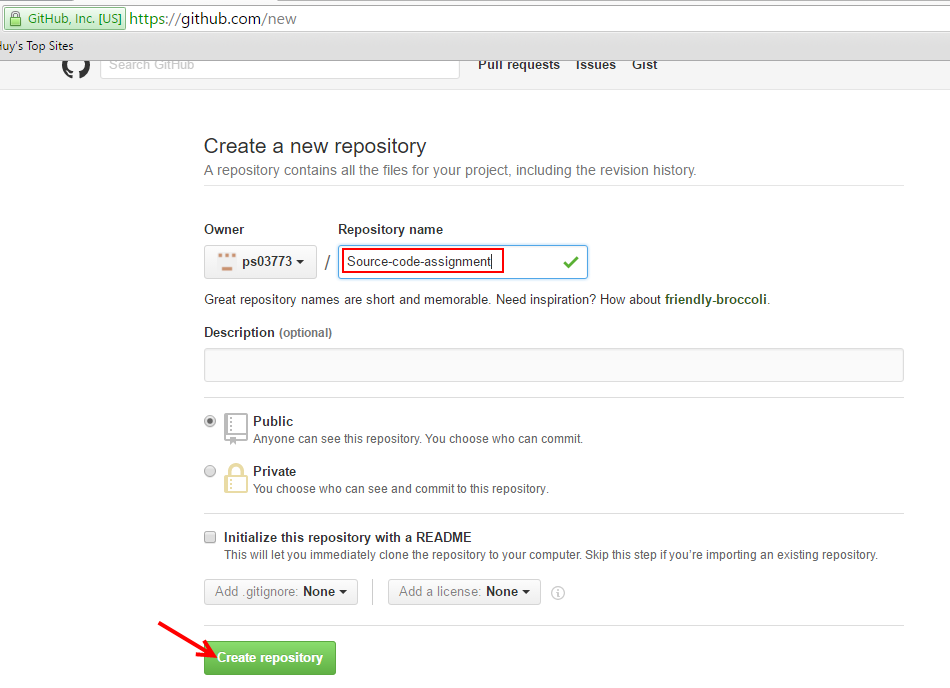 GitHub, Inc. [US] https://github.com/new
Huy's Top Sites
Search GitHub Pull requests Issues Gist
Create a new repository
A repository contains all the files for your project, including the revision history.
Owner Repository name
ps03773 / Source-code-assignment
Great repository names are short and memorable. Need inspiration? How about friendly-broccoli.
Description (optional)
Public
Anyone can see this repository. You choose who can commit.
Private
You choose who can see and commit to this repository.
Initialize this repository with a README
This will let you immediately clone the repository to your computer. Skip this step if you’re importing an existing repository.
Add .gitignore: None Add a license: None
Create repository